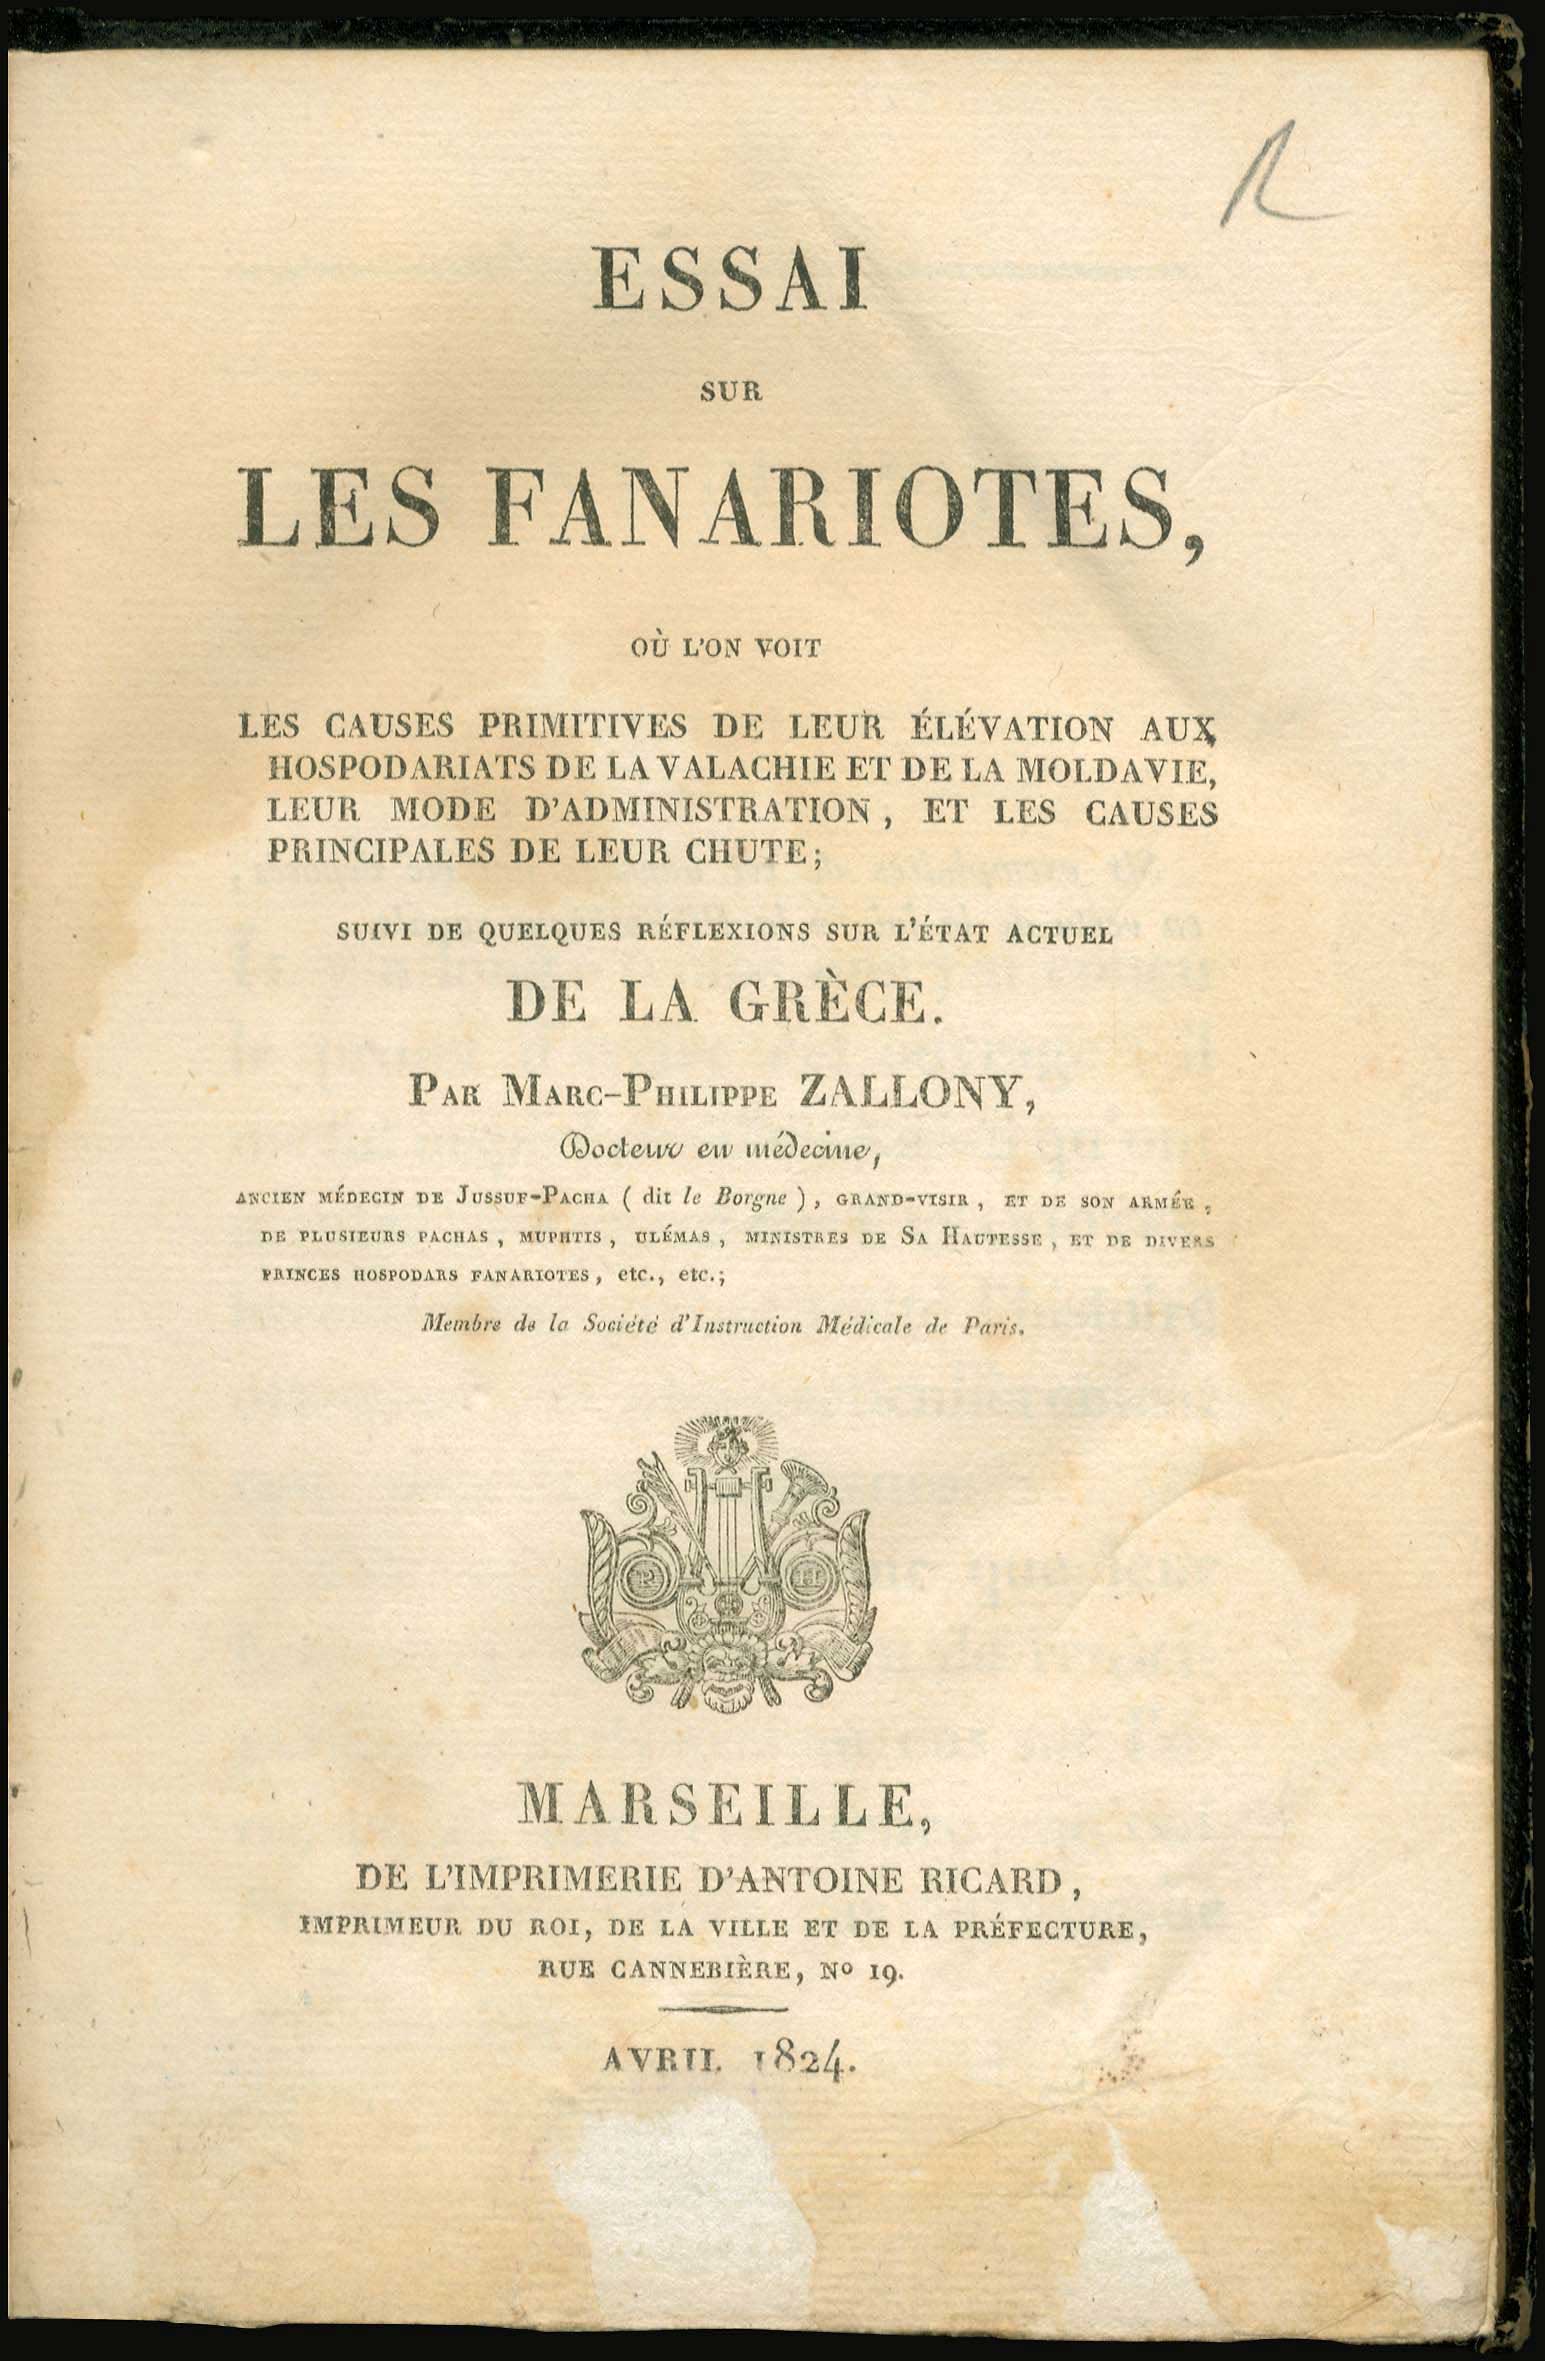 R
ESSAI
SUR
LES FANARIOTES,
OÙ L'ON VOIT
LES CAUSES PRIMITIVES DE LEUR ÉLÉVATION AUX
HOSPODARIATS DE LA VALACHIE ET DE LA MOLDAVIE,
LEUR MODE D'ADMINISTRATION, ET LES CAUSES
PRINCIPALES DE LEUR CHUTE;
SUIVI DE QUELQUES RÉFLEXIONS SUR L'ÉTAT ACTUEL
DE LA GRÈCE.
PAR MARC-PHILIPPE ZALLONY,
Docteur en médecine,
ANCIEN MÉDECIN DE JUSSUF-PACHA (dit le Borgne), GRAND-VISIR, ET DE SON ARMÉE,
DE PLUSIEURS PACHAS, MUPHTIS, ULÉMAS, MINISTRES DE SA HAUTESSE, ET DE DIVERS
PRINCES HOSPODARS FANARIOTES, etc., etc.;
Membre de la Société d'Instruction Médicale de Paris.
R H
MARSEILLE,
DE L'IMPRIMERIE D'ANTOINE RICARD,
IMPRIMEUR DU ROI, DE LA VILLE ET DE LA PRÉFECTURE,
RUE CANNEBIÈRE, Nº 19.
AVRIL 1824.